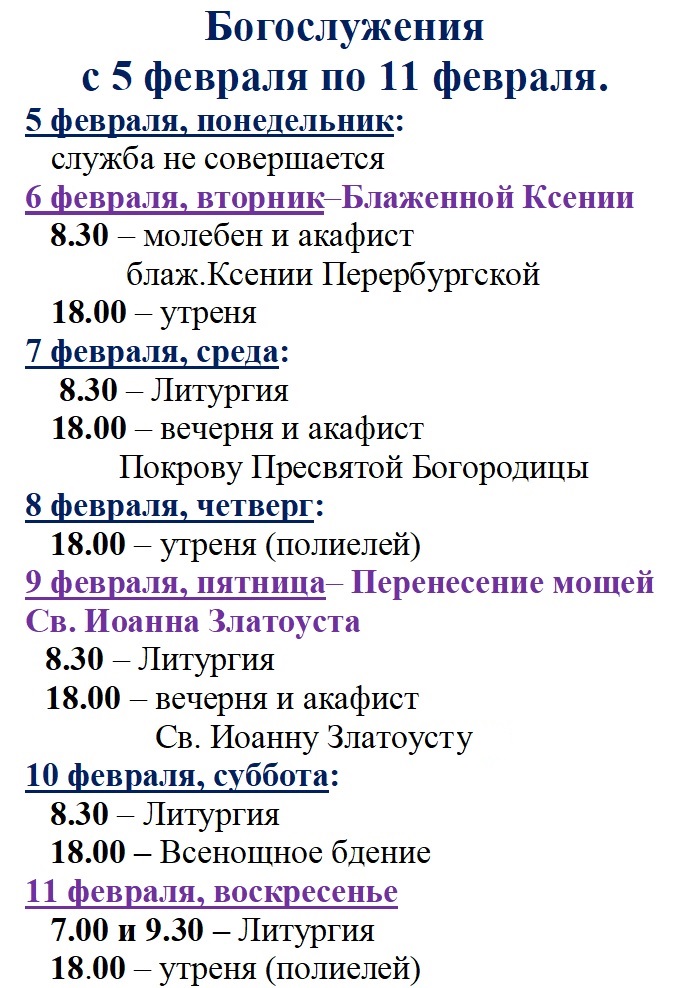 Богослужения
с 5 февраля по 11 февраля.
5 февраля, понедельник:
служба не совершается
6 февраля, вторник–Блаженной Ксении
8.30 – молебен и акафист
блаж.Ксении Перербургской
18.00 – утреня
7 февраля, среда:
8.30 – Литургия
18.00 – вечерня и акафист
Покрову Пресвятой Богородицы
8 февраля, четверг:
18.00 – утреня (полиелей)
9 февраля, пятница– Перенесение мощей
Св. Иоанна Златоуста
8.30 – Литургия
18.00 – вечерня и акафист
Св. Иоанну Златоусту
10 февраля, суббота:
8.30 – Литургия
18.00 – Всенощное бдение
11 февраля, воскресенье
7.00 и 9.30 – Литургия
18.00 – утреня (полиелей)